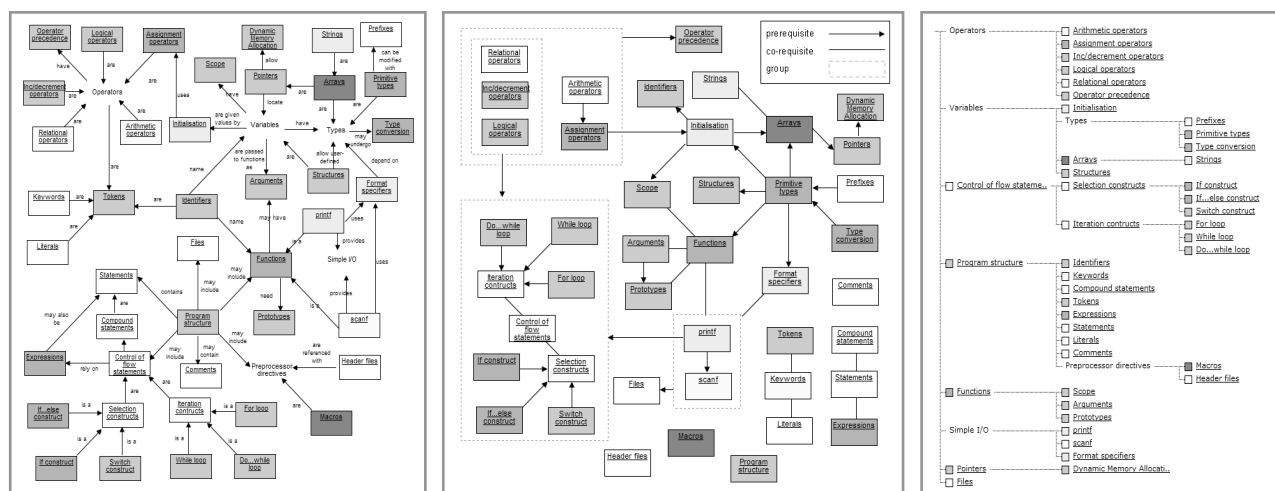 Operator
precedence
Logical
operators
Assignment
operators
Dynamic
Memory
Allocation
Strings
Prefixes
have
are
are
allow
are
can be
modified
with
Scope
Pointers
Arrays
Primitive
types
Inc/decrement
operators
are
Operators
uses
have
locate
are
are
are
Relational
operators
are
are
Arithmetic
operators
Initialisation
are given
values by
Variables
have
Types
may
undergo
Type
conversion
are
name
are passed
to functions
as
are
allow user-
defined
depend on
Structures
Keywords
are
Tokens
are
Identifiers
Arguments
Format
specifiers
Literals
are
name
may have
printf
uses
is a
provides
Files
Functions
Simple I/O
uses
Statements
may
include
may
include
contains
need
provides
is a
may also
be
are
Compound
statements
Program
structure
Prototypes
scanf
Expressions
are
may
include
may
contain
may
include
are
referenced
with
rely on
Control of
flow
statements
Comments
Preprocessor
directives
Header files
are
are
are
If...else
construct
is a
Selection
constructs
Iteration
contructs
is a
For loop
Macros
is a
is a
is a
is a
If construct
Switch
construct
While loop
Do...while
loop
prerequisite
co-requisite
group
Operator
precedence
Relational
operators
Inc/decrement
operators
Logical
operators
Arithmetic
operators
Assignment
operators
Identifiers
Strings
Initialisation
Arrays
Dynamic
Memory
Allocation
Pointers
Scope
Structures
Primitive
types
Prefixes
Do...while
loop
While loop
Arguments
Functions
Type
conversion
Iteration
contructs
For loop
Prototypes
Format
specifiers
Comments
Control of
flow
statements
printf
Tokens
Compound
statements
If construct
Selection
constructs
Files
scanf
Keywords
Statements
If...else
construct
Switch
construct
Literals
Expressions
Macros
Header files
Program
structure
Operators
Arithmetic operators
Assignment operators
Inc/decrement operators
Logical operators
Relational operators
Operator precedence
Variables
Initialisation
Types
Prefixes
Primitive types
Type conversion
Arrays
Strings
Structures
Control of flow stateme..
Selection constructs
If construct
If...else construct
Switch construct
Iteration contructs
For loop
While loop
Do...while loop
Program structure
Identifiers
Keywords
Compound statements
Tokens
Expressions
Statements
Literals
Comments
Preprocessor directives
Macros
Header files
Functions
Scope
Arguments
Prototypes
Simple I/O
printf
scanf
Format specifiers
Pointers
Dynamic Memory Allocati..
Files